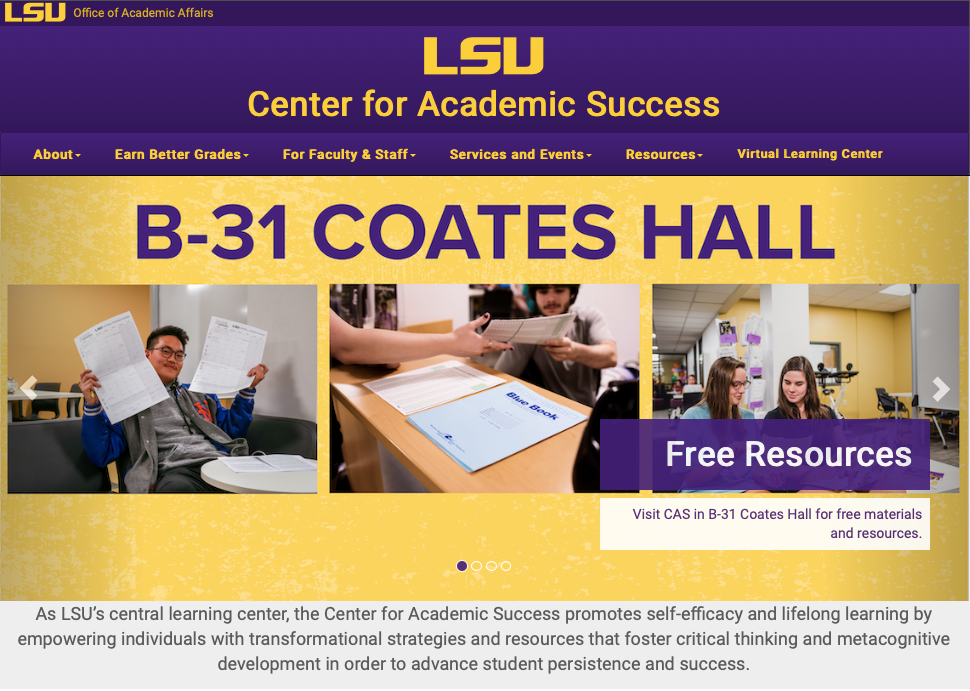 LSU Office of Academic Affairs
LSU
Center for Academic Success
About Earn Better Grades For Faculty & Staff Services and Events Resources Virtual Learning Center
B-31 COATES HALL
Blue Book
Free Resources
Visit CAS in B-31 Coates Hall for free materials
and resources.
As LSU’s central learning center, the Center for Academic Success promotes self-efficacy and lifelong learning by
empowering individuals with transformational strategies and resources that foster critical thinking and metacognitive
development in order to advance student persistence and success.